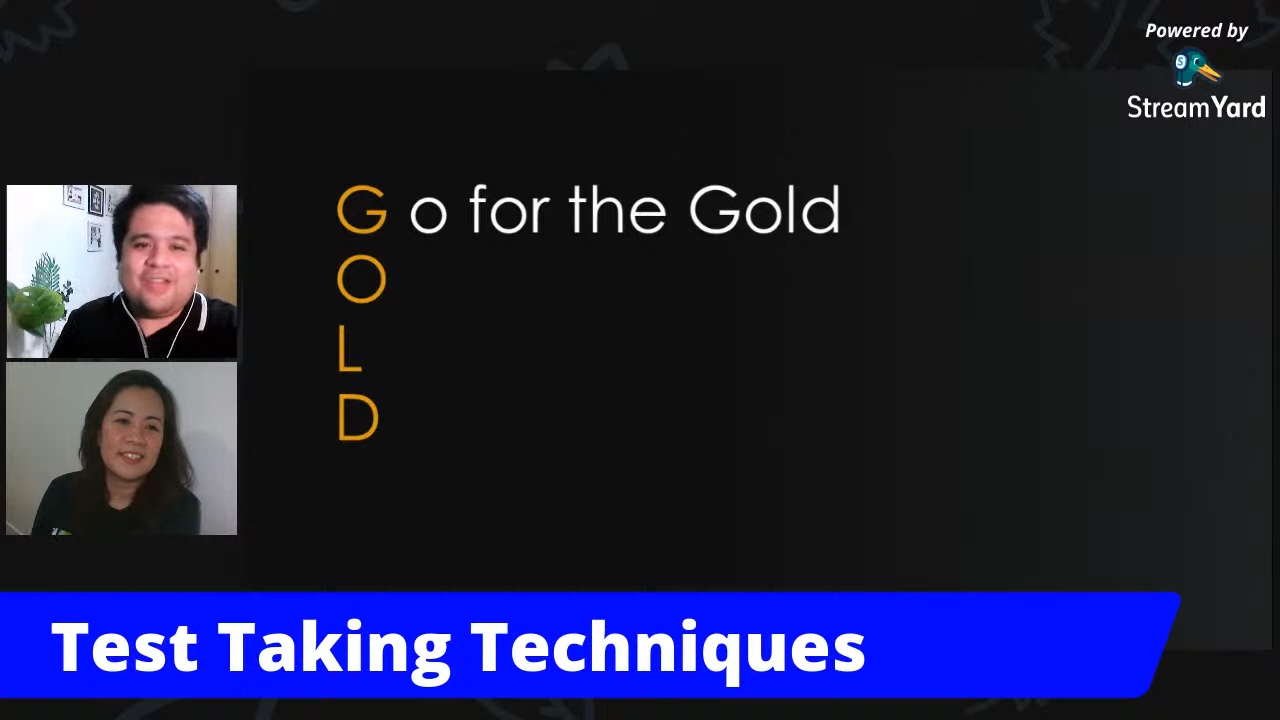 Powered by
StreamYard
G o for the Gold
O
L
D
Test Taking Techniques